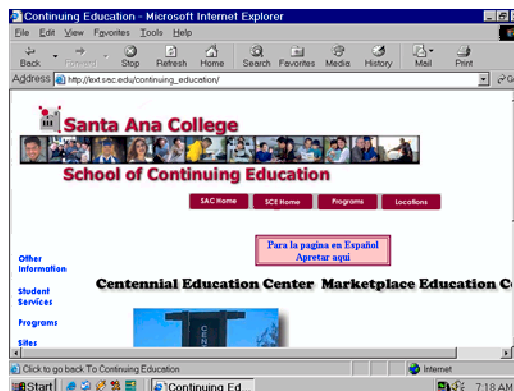 Continuing Education - Microsoft Internet Explorer
File Edit View Favorites Tools Help
Back Forward Stop Refresh Home Search Favorites Media History Mail Print
Address http://ext.sac.edu/continuing_education/
Santa Ana College
School of Continuing Education
SAC Home SCE Home Programs Locations
Para la pagina en Español
Apretar aqui
Other
Information
Student
Services
Programs
Sites
Centennial Education Center Marketplace Education C
CEN
Click to go back To Continuing Education Internet
Start Continuing Ed... 7:18 AM